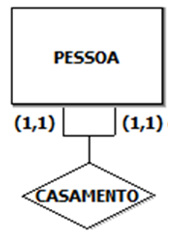 PESSOA
(1,1) (1,1)
CASAMENTO